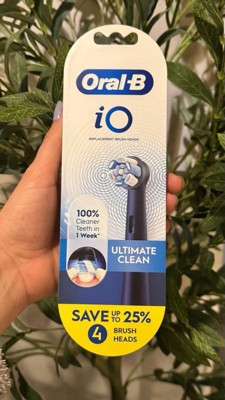 Oral-B
iO
REPLACEMENT BRUSH HEADS
100%
Cleaner
Teeth in
1 Week*
ULTIMATE
CLEAN
SAVE UP TO 25%
4 BRUSH
HEADS